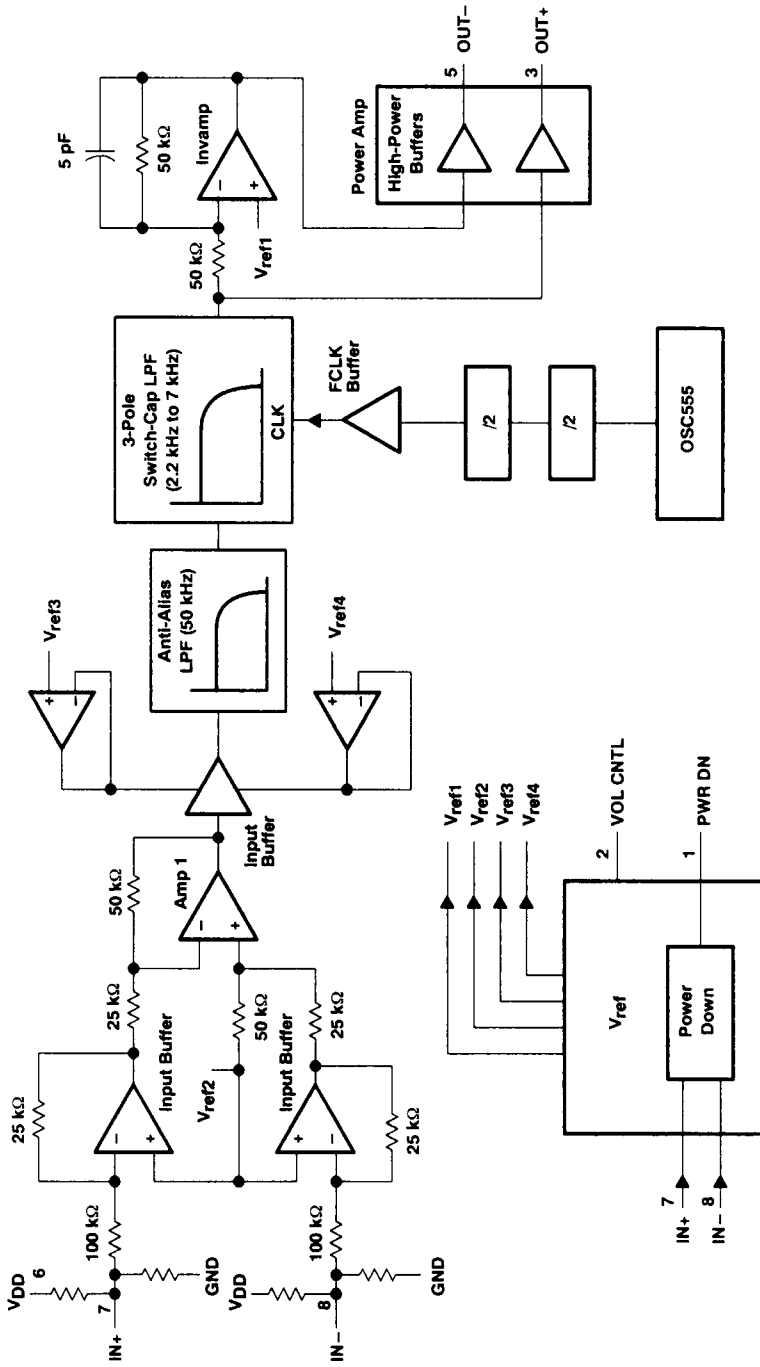 VDD
6
7
IN+
GND
100 kΩ
25 kΩ
−
+
Input Buffer
25 kΩ
50 kΩ
Vref2
50 kΩ
−
+
Amp 1
VDD
8
IN−
GND
100 kΩ
+
−
Input Buffer
25 kΩ
25 kΩ
Input
Buffer
+
−
Vref3
+
−
Vref4
Anti-Alias
LPF (50 kHz)
3-Pole
Switch-Cap LPF
(2.2 kHz to 7 kHz)
CLK
FCLK
Buffer
/2
/2
OSC555
50 kΩ
5 pF
50 kΩ
−
+
Invamp
Vref1
Power Amp
High-Power
Buffers
5
OUT−
3
OUT+
Vref1
Vref2
Vref3
Vref4
2
VOL CNTL
1
PWR DN
Vref
Power
Down
7
IN+
8
IN−